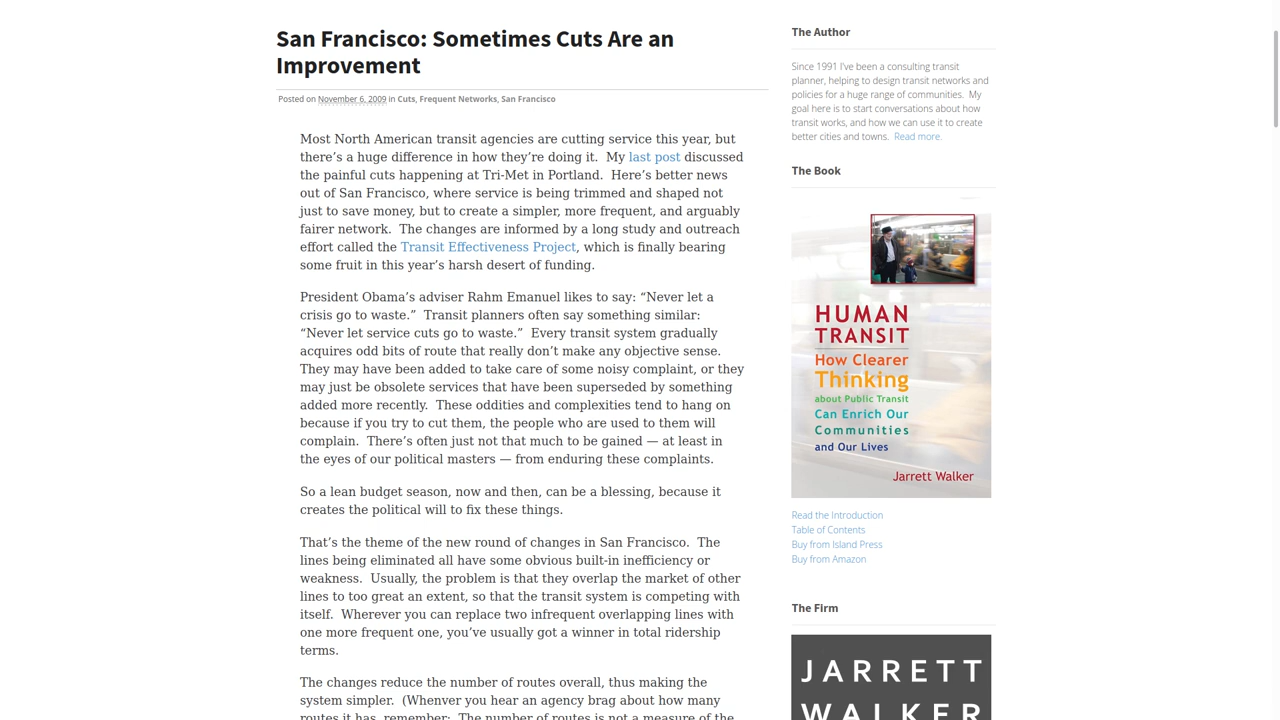 San Francisco: Sometimes Cuts Are an
Improvement
Posted on November 6, 2009 in Cuts, Frequent Networks, San Francisco
Most North American transit agencies are cutting service this year, but
there’s a huge difference in how they’re doing it.  My last post discussed
the painful cuts happening at Tri-Met in Portland.  Here’s better news
out of San Francisco, where service is being trimmed and shaped not
just to save money, but to create a simpler, more frequent, and arguably
fairer network.  The changes are informed by a long study and outreach
effort called the Transit Effectiveness Project, which is finally bearing
some fruit in this year’s harsh desert of funding.
President Obama’s adviser Rahm Emanuel likes to say: “Never let a
crisis go to waste.”  Transit planners often say something similar:
“Never let service cuts go to waste.”  Every transit system gradually
acquires odd bits of route that really don’t make any objective sense.
They may have been added to take care of some noisy complaint, or they
may just be obsolete services that have been superseded by something
added more recently.  These oddities and complexities tend to hang on
because if you try to cut them, the people who are used to them will
complain.  There’s often just not that much to be gained — at least in
the eyes of our political masters — from enduring these complaints.
So a lean budget season, now and then, can be a blessing, because it
creates the political will to fix these things.
That’s the theme of the new round of changes in San Francisco.  The
lines being eliminated all have some obvious built-in inefficiency or
weakness.  Usually, the problem is that they overlap the market of other
lines to too great an extent, so that the transit system is competing with
itself.  Wherever you can replace two infrequent overlapping lines with
one more frequent one, you’ve usually got a winner in total ridership
terms.
The changes reduce the number of routes overall, thus making the
system simpler.  (Whenver you hear an agency brag about how many
routes it has, remember:  The number of routes is not a measure of the
The Author
Since 1991 I've been a consulting transit
planner, helping to design transit networks and
policies for a huge range of communities.  My
goal here is to start conversations about how
transit works, and how we can use it to create
better cities and towns.  Read more.
The Book
HUMAN
TRANSIT
How Clearer
Thinking
about Public Transit
Can Enrich Our
Communities
and Our Lives
Jarrett Walker
Read the Introduction
Table of Contents
Buy from Island Press
Buy from Amazon
The Firm
JARRETT
WALKER